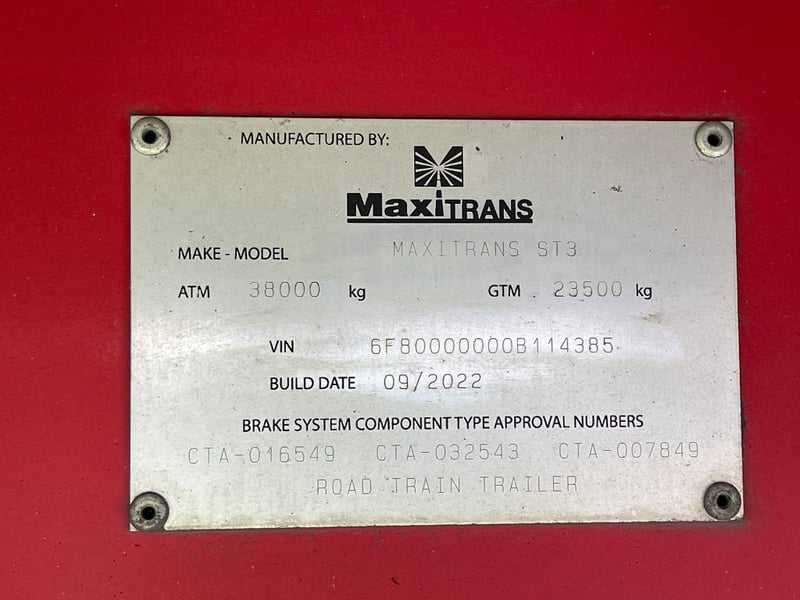 MANUFACTURED BY:
MaxiTRANS
MAKE - MODEL MAXITRANS ST3
ATM 38000 kg GTM 23500 kg
VIN 6F80000000B114385
BUILD DATE 09/2022
BRAKE SYSTEM COMPONENT TYPE APPROVAL NUMBERS
CTA-016549 CTA-032543 CTA-007849
ROAD TRAIN TRAILER